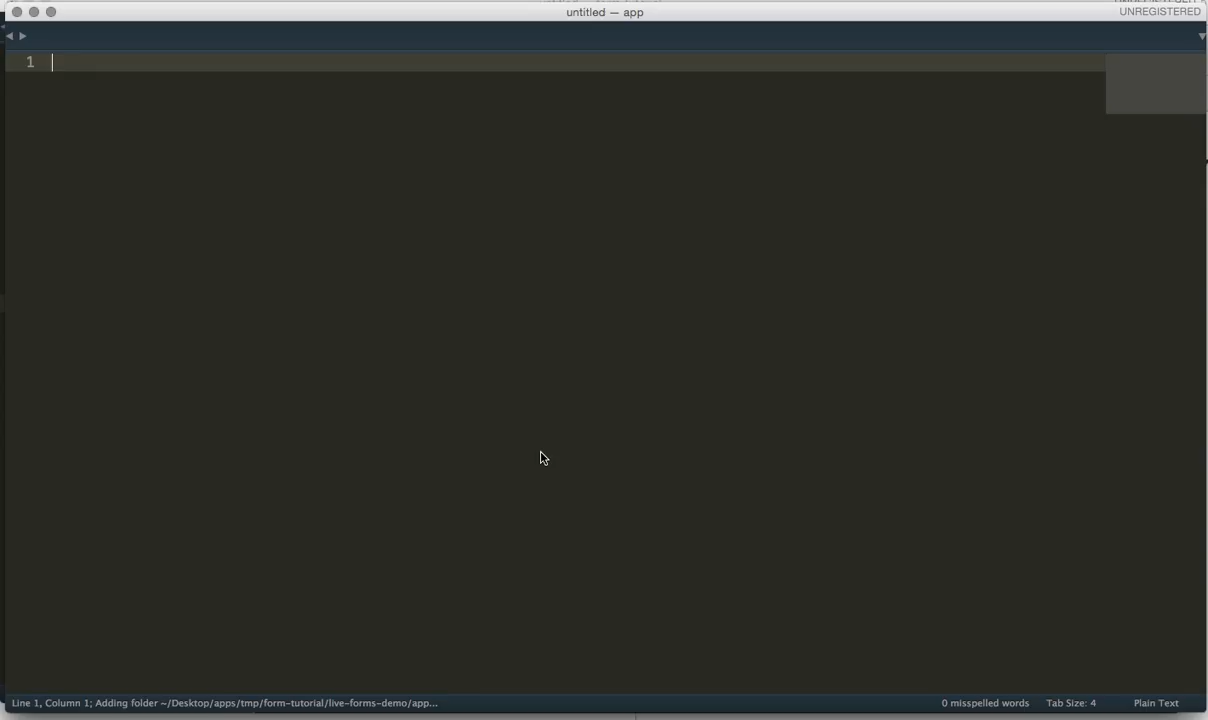 untitled — app
UNREGISTERED
1
Line 1, Column 1; Adding folder ~/Desktop/apps/tmp/form-tutorial/live-forms-demo/app...
0 misspelled words
Tab Size: 4
Plain Text